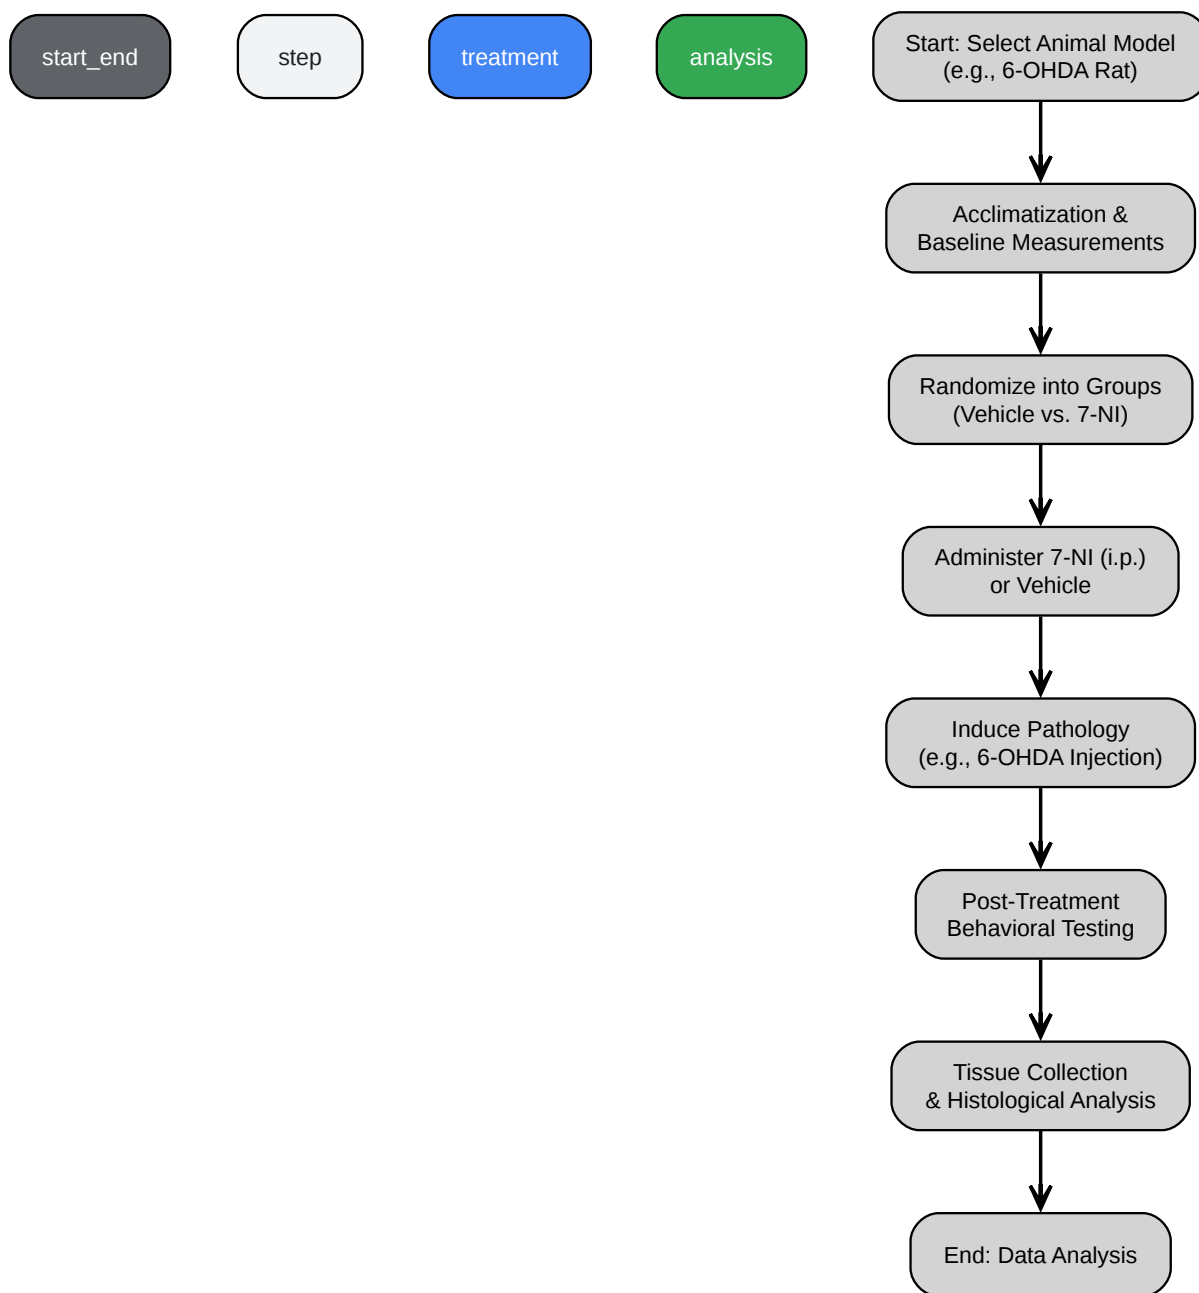 start_end
step
treatment
analysis
Start: Select Animal Model
(e.g., 6-OHDA Rat)
Acclimatization &
Baseline Measurements
Randomize into Groups
(Vehicle vs. 7-NI)
Administer 7-NI (i.p.)
or Vehicle
Induce Pathology
(e.g., 6-OHDA Injection)
Post-Treatment
Behavioral Testing
Tissue Collection
& Histological Analysis
End: Data Analysis